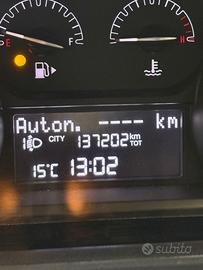 E F H
Auton. ---- km
CITY 137202 km
TOT
15°C 13:02
subito